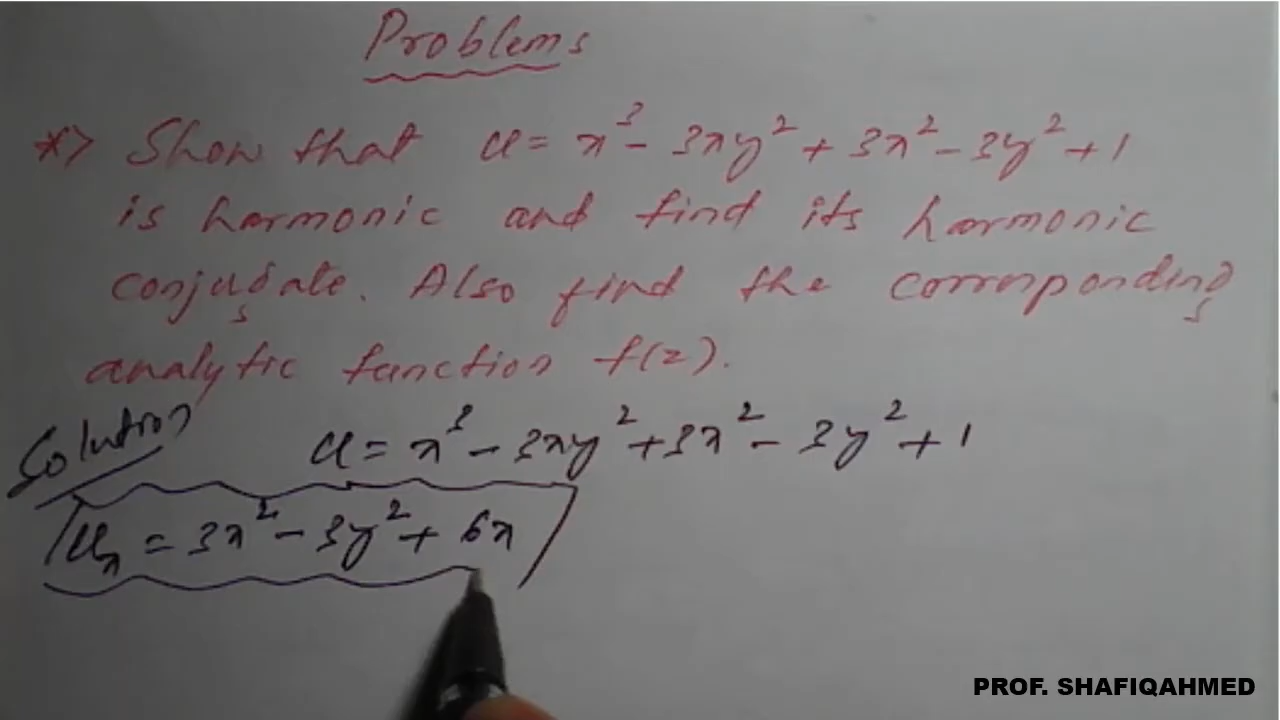 Problems
*> Show that u = x³ - 3xy² + 3x² - 3y² + 1
is harmonic and find its harmonic
conjugate. Also find the corresponding
analytic function f(z).
Solution
u = x³ - 3xy² + 3x² - 3y² + 1
uₓ = 3x² - 3y² + 6x
PROF. SHAFIQAHMED